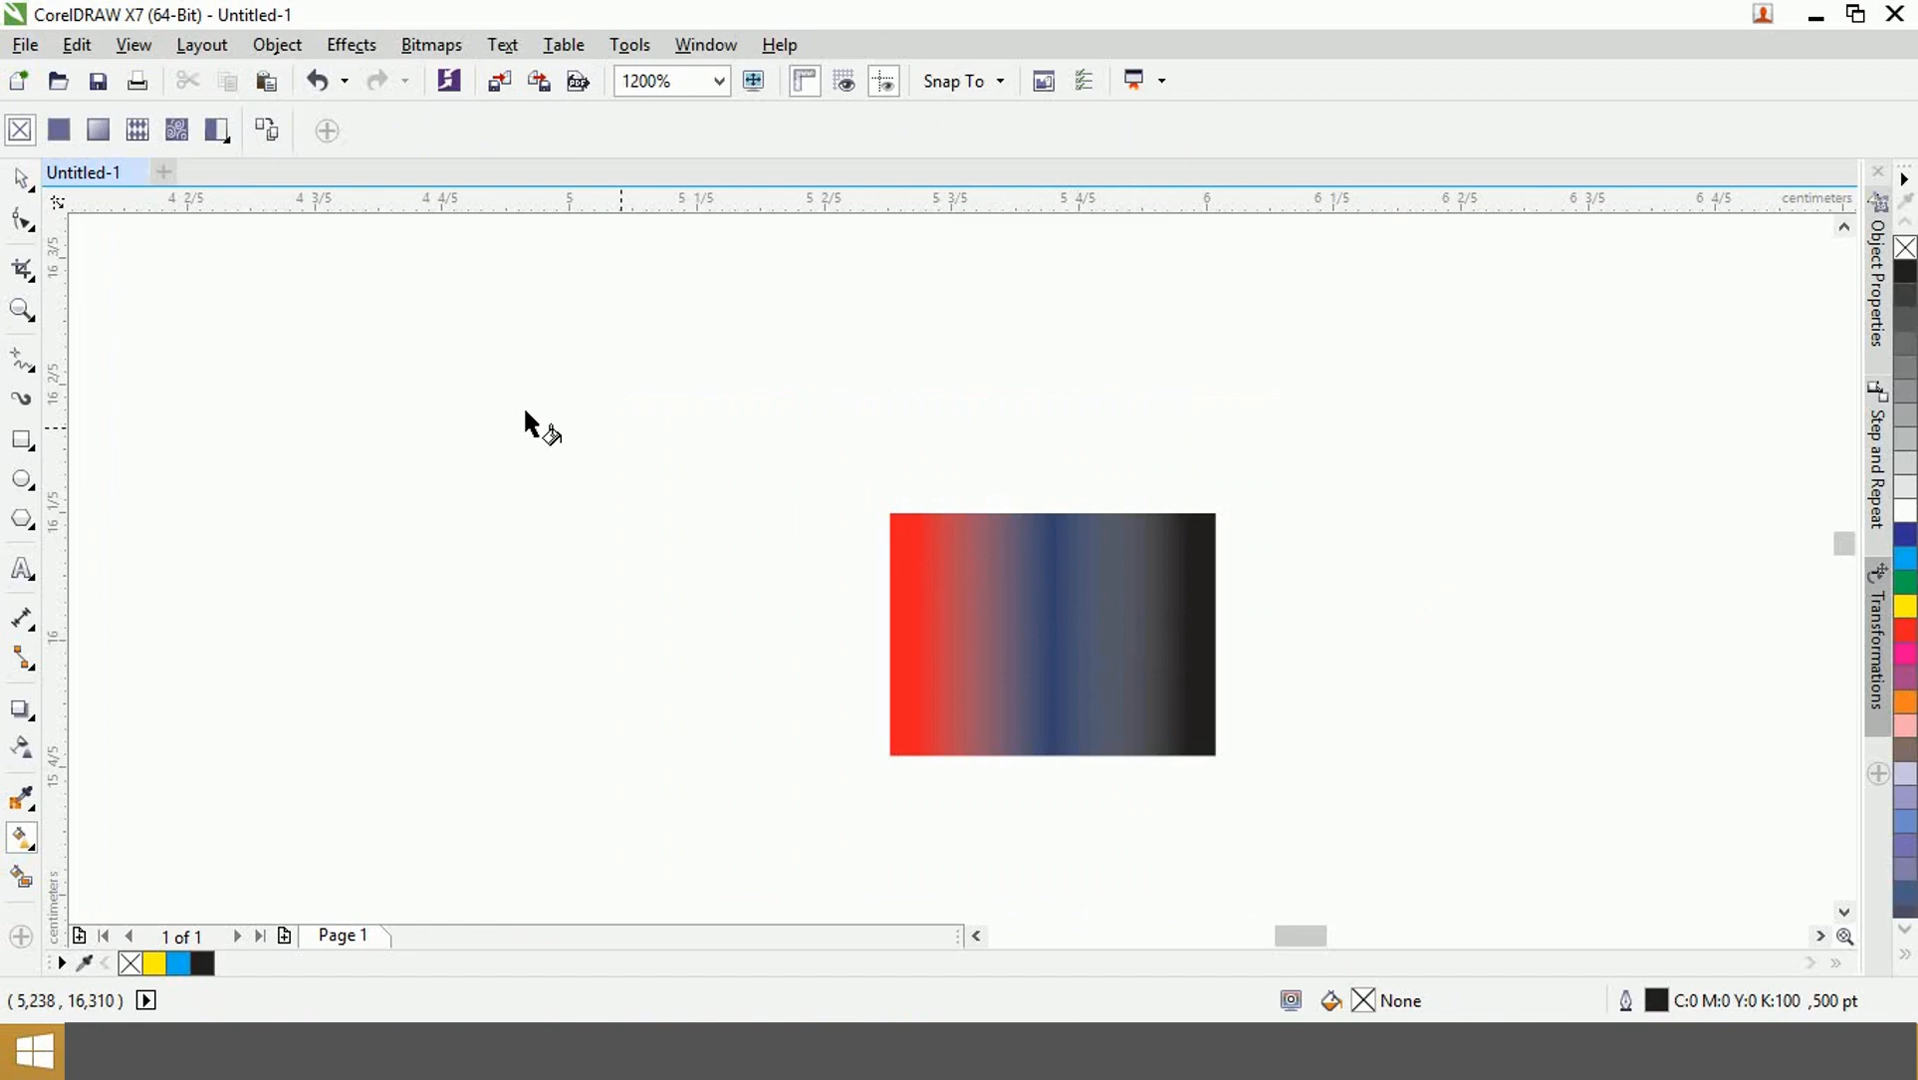 CorelDRAW X7 (64-Bit) - Untitled-1
File Edit View Layout Object Effects Bitmaps Text Table Tools Window Help
1200% Snap To
Untitled-1
4 2/5 4 3/5 4 4/5 5 5 1/5 5 2/5 5 3/5 5 4/5 6 6 1/5 6 2/5 6 3/5 6 4/5 centimeters
16 3/5
16 2/5
16 1/5
16
15 4/5
centimeters
Object Properties
Step and Repeat
Transformations
1 of 1 Page 1
( 5,238 , 16,310 ) None C:0 M:0 Y:0 K:100 ,500 pt